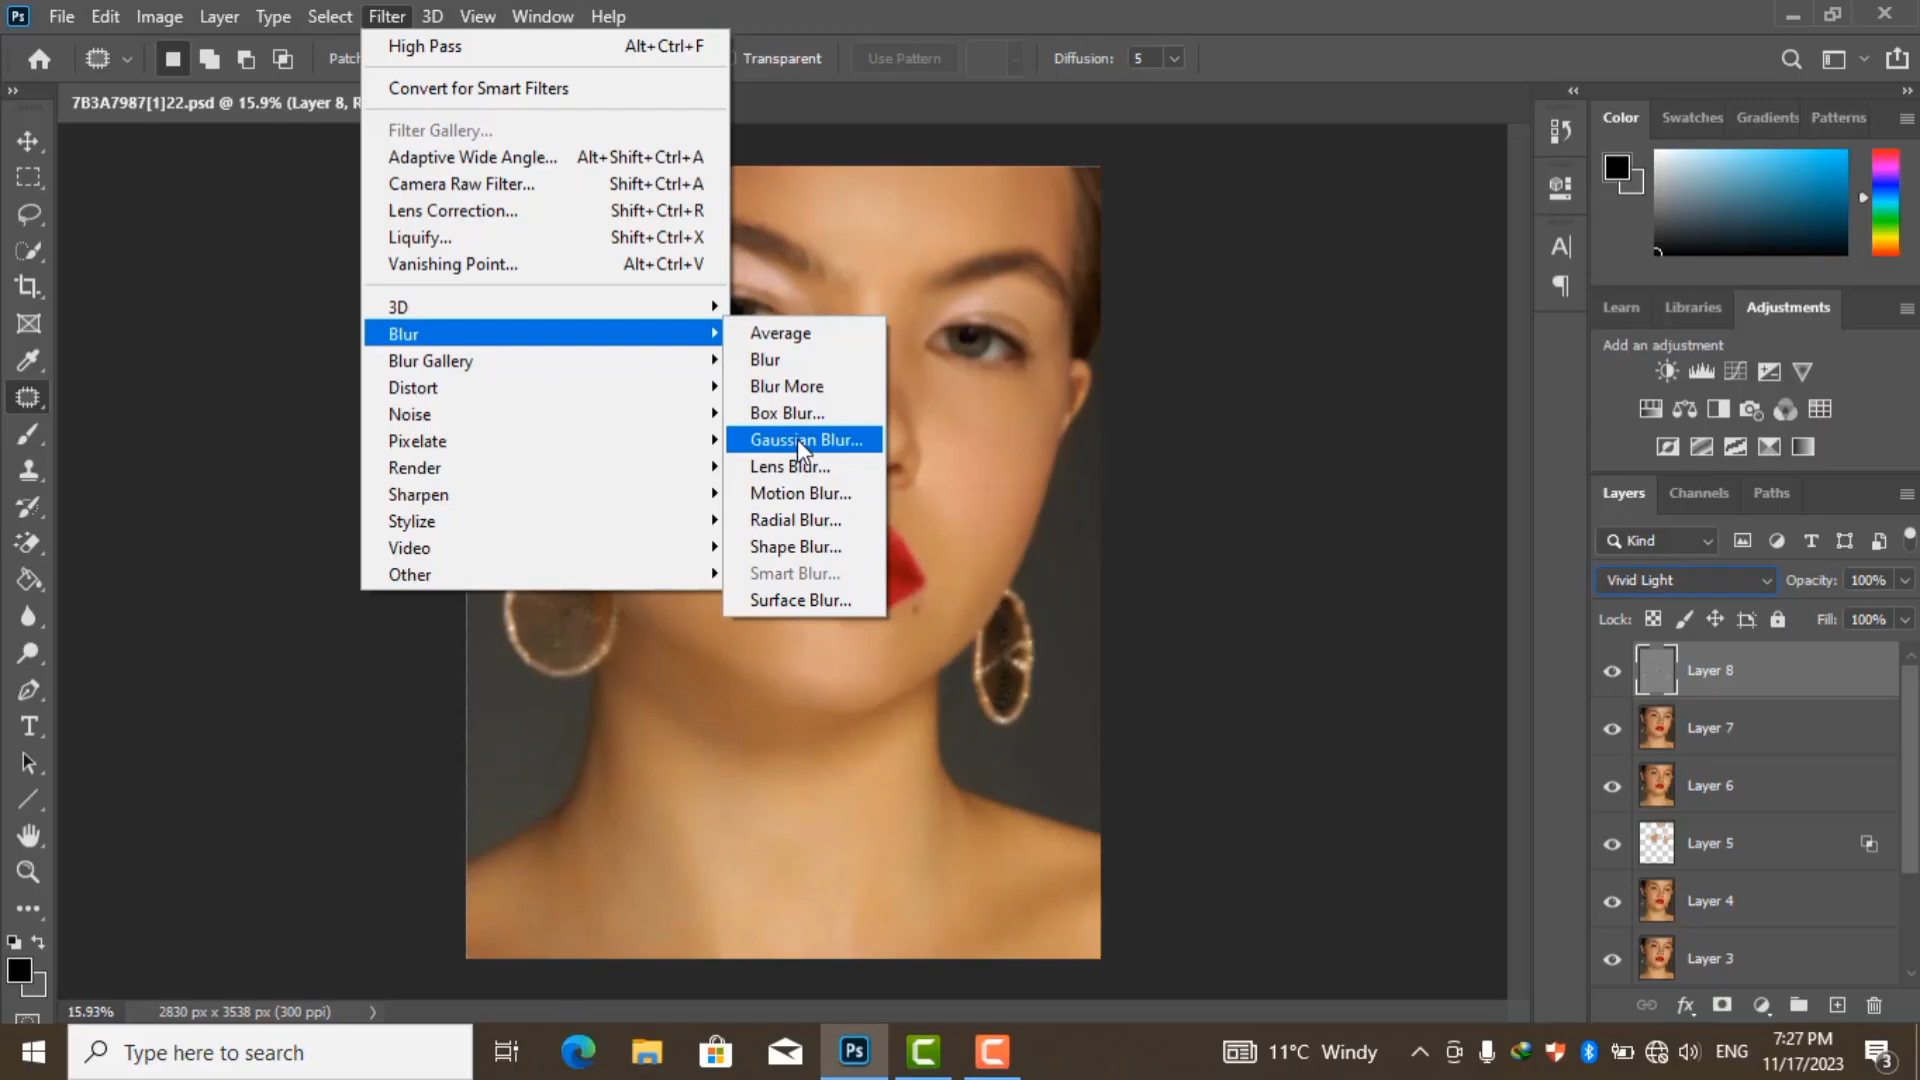 Ps File Edit Image Layer Type Select Filter 3D View Window Help
Transparent Use Pattern Diffusion: 5
7B3A7987[1]22.psd @ 15.9% (Layer 8, R
High Pass Alt+Ctrl+F
Convert for Smart Filters
Filter Gallery...
Adaptive Wide Angle... Alt+Shift+Ctrl+A
Camera Raw Filter... Shift+Ctrl+A
Lens Correction... Shift+Ctrl+R
Liquify... Shift+Ctrl+X
Vanishing Point... Alt+Ctrl+V
3D
Blur
Blur Gallery
Distort
Noise
Pixelate
Render
Sharpen
Stylize
Video
Other
Average
Blur
Blur More
Box Blur...
Gaussian Blur...
Lens Blur...
Motion Blur...
Radial Blur...
Shape Blur...
Smart Blur...
Surface Blur...
Color Swatches Gradients Patterns
Learn Libraries Adjustments
Add an adjustment
Layers Channels Paths
Kind
Vivid Light Opacity: 100%
Lock: Fill: 100%
Layer 8
Layer 7
Layer 6
Layer 5
Layer 4
Layer 3
15.93% 2830 px x 3538 px (300 ppi)
Type here to search
Ps
11°C Windy
ENG
7:27 PM
11/17/2023
3